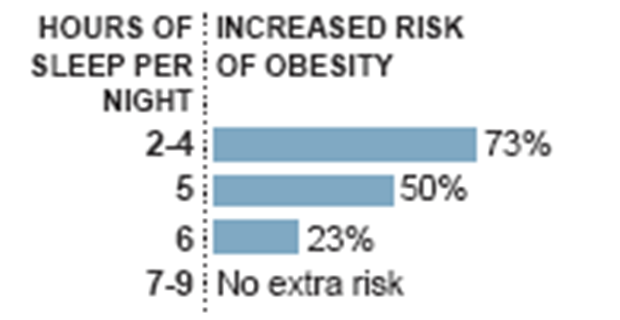 HOURS OF SLEEP PER NIGHT
INCREASED RISK OF OBESITY
2-4 73%
5 50%
6 23%
7-9 No extra risk